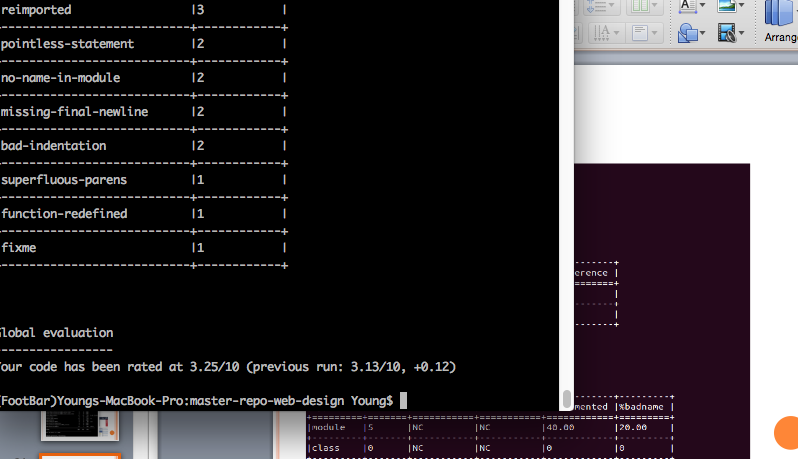 reimported |3 |
pointless-statement |2 |
no-name-in-module |2 |
missing-final-newline |2 |
bad-indentation |2 |
superfluous-parens |1 |
function-redefined |1 |
fixme |1 |
lobal evaluation
our code has been rated at 3.25/10 (previous run: 3.13/10, +0.12)
(FootBar)Youngs-MacBook-Pro:master-repo-web-design Young$
Arrang
erence |
mented |%badname |
|module |5 |NC |NC |40.00 |20.00 |
|class |0 |NC |NC |0 |0 |